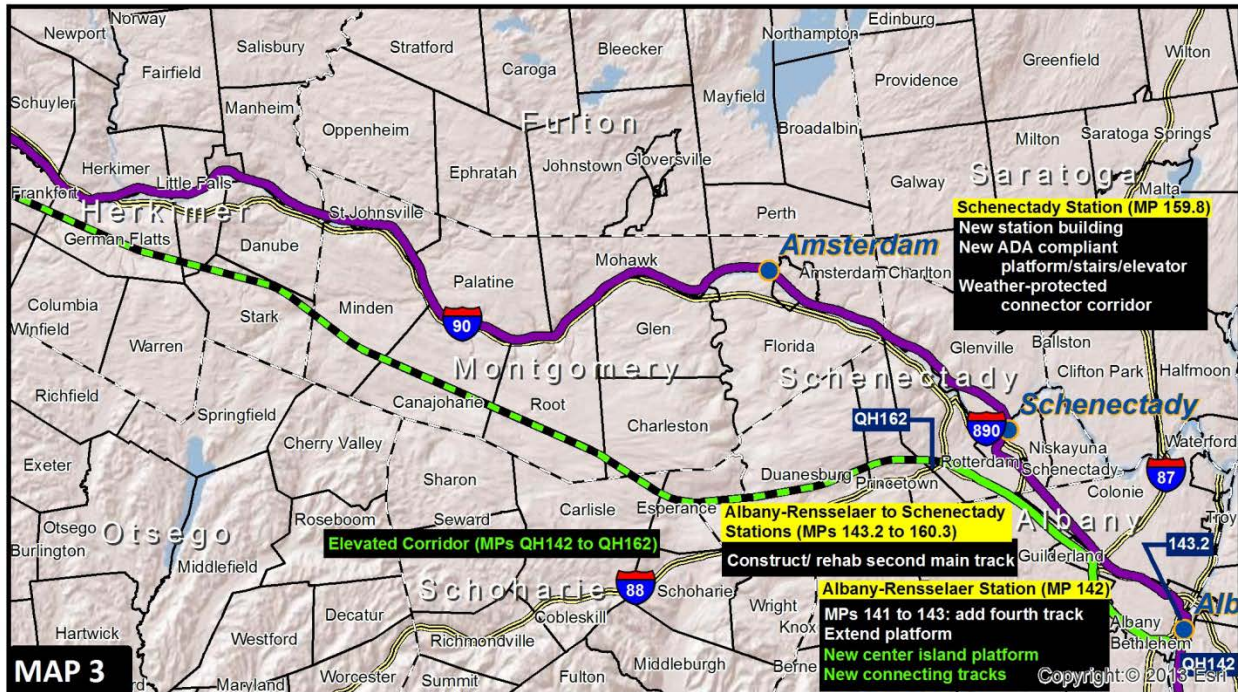 Norway
Newport
Salisbury
Stratford
Bleecker
Northampton
Edinburg
Wilton
Fairfield
Caroga
Providence
Greenfield
Schuyler
Manheim
Mayfield
Oppenheim
Fulton
Broadalbin
Milton
Saratoga Springs
Herkimer
Ephratah
Johnstown
Gloversville
Galway
Saratoga
Malta
Little Falls
Frankfort
Herkimer
St Johnsville
Perth
Schenectady Station (MP 159.8)
New station building
New ADA compliant
platform/stairs/elevator
Weather-protected
connector corridor
German Flatts
Danube
Amsterdam
Mohawk
Amsterdam
Charlton
Palatine
Columbia
Minden
Winfield
Stark
90
Glen
Warren
Florida
Glenville
Ballston
Montgomery
Schenectady
Clifton Park
Halfmoon
Richfield
Springfield
Canajoharie
Root
Schenectady
QH162
Charleston
890
Cherry Valley
Niskayuna
Waterford
Exeter
Rotterdam
Schenectady
87
Sharon
Duanesburg
Princetown
Colonie
Otsego
Roseboom
Seward
Carlisle
Esperance
Albany-Rensselaer to Schenectady
Stations (MPs 143.2 to 160.3)
Albany
Troy
Otsego
Burlington
Elevated Corridor (MPs QH142 to QH162)
143.2
Middlefield
Construct/ rehab second main track
Guilderland
Schoharie
88
Schoharie
Albany-Rensselaer Station (MP 142)
MPs 141 to 143: add fourth track
Extend platform
New center island platform
New connecting tracks
Decatur
Cobleskill
Wright
Knox
Alb
Albany
Hartwick
Westford
Richmondville
Bethlehem
Middleburgh
Berne
QH142
MAP 3
Maryland
Worcester
Summit
Fulton
Copyright:© 2013 Esri